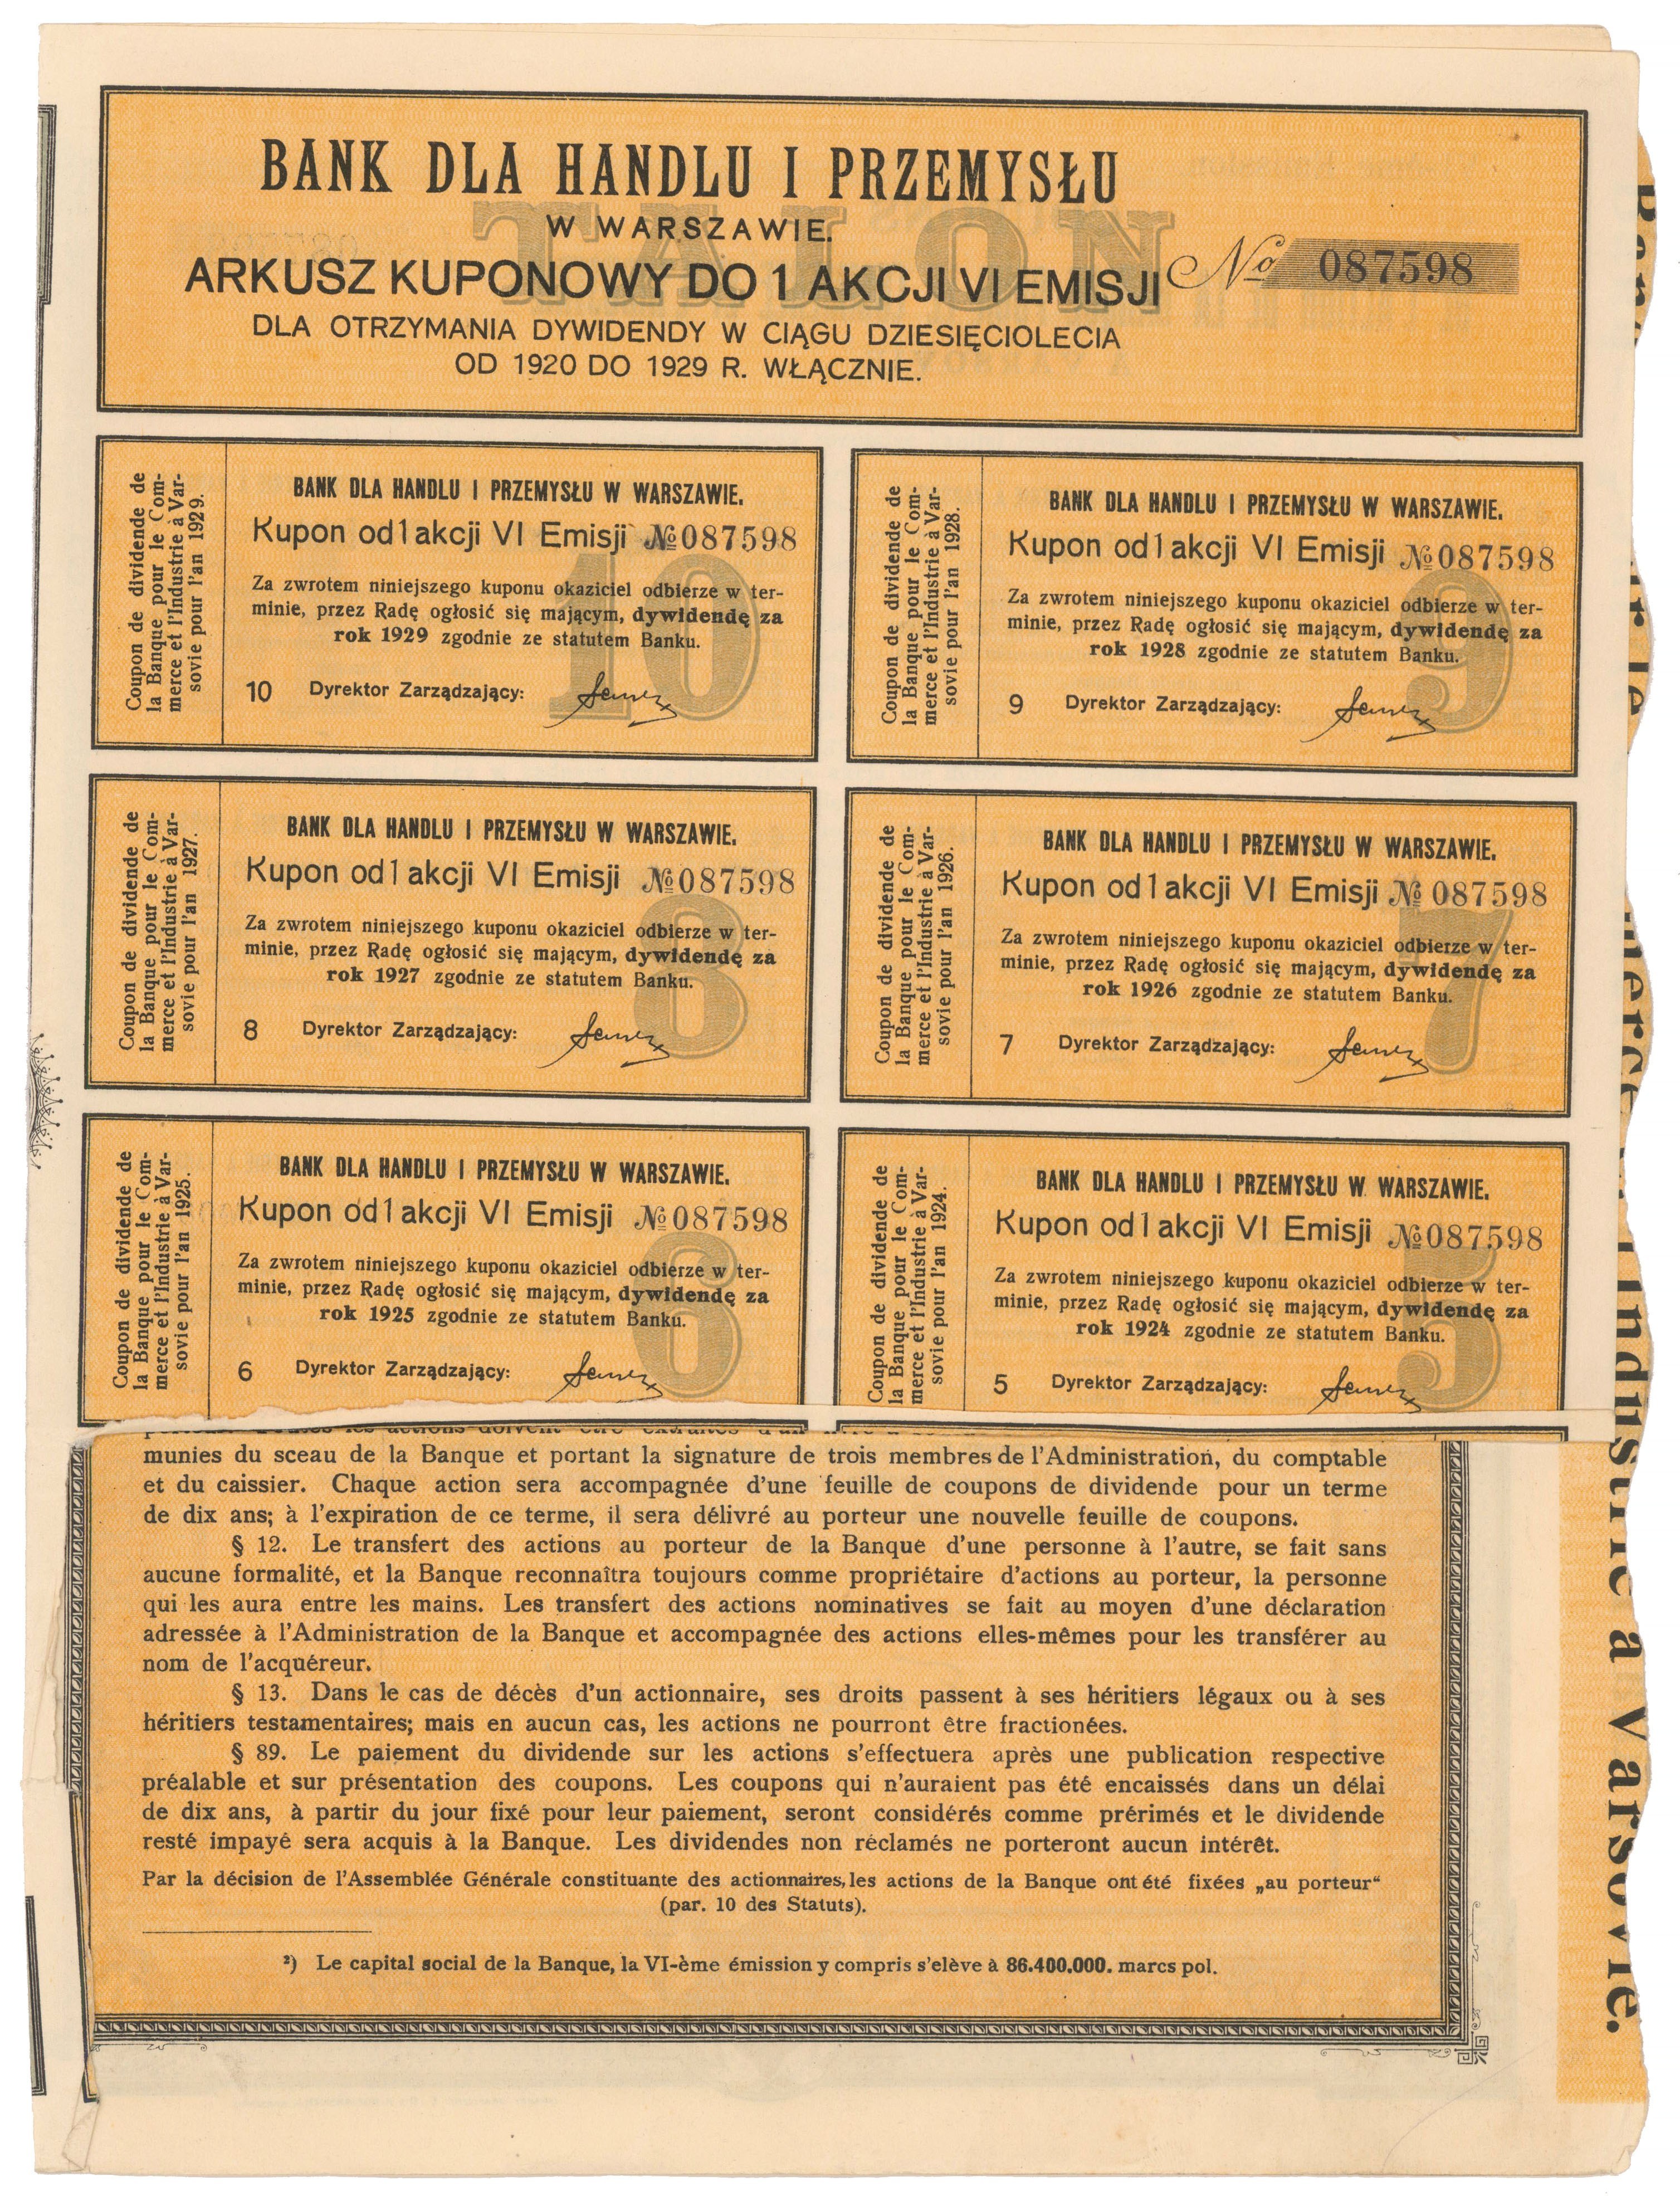 BANK DLA HANDLU I PRZEMYSŁU
W WARSZAWIE.
ARKUSZ KUPONOWY DO 1 AKCJI VI EMISJI № 087598
DLA OTRZYMANIA DYWIDENDY W CIĄGU DZIESIĘCIOLECIA
OD 1920 DO 1929 R. WŁĄCZNIE.
TALON
Coupon de dividende de
la Banque pour le Com-
merce et l'Industrie à Var-
sovie pour l'an 1929.
BANK DLA HANDLU I PRZEMYSŁU W WARSZAWIE.
Kupon od 1 akcji VI Emisji №087598
Za zwrotem niniejszego kuponu okaziciel odbierze w ter-
minie, przez Radę ogłosić się mającym, dywidendę za
rok 1929 zgodnie ze statutem Banku.
10 Dyrektor Zarządzający:
10
Coupon de dividende de
la Banque pour le Com-
merce et l'Industrie à Var-
sovie pour l'an 1928.
BANK DLA HANDLU I PRZEMYSŁU W WARSZAWIE.
Kupon od 1 akcji VI Emisji №087598
Za zwrotem niniejszego kuponu okaziciel odbierze w ter-
minie, przez Radę ogłosić się mającym, dywidendę za
rok 1928 zgodnie ze statutem Banku.
9 Dyrektor Zarządzający:
9
Coupon de dividende de
la Banque pour le Com-
merce et l'Industrie à Var-
sovie pour l'an 1927.
BANK DLA HANDLU I PRZEMYSŁU W WARSZAWIE.
Kupon od 1 akcji VI Emisji №087598
Za zwrotem niniejszego kuponu okaziciel odbierze w ter-
minie, przez Radę ogłosić się mającym, dywidendę za
rok 1927 zgodnie ze statutem Banku.
8 Dyrektor Zarządzający:
8
Coupon de dividende de
la Banque pour le Com-
merce et l'Industrie à Var-
sovie pour l'an 1926.
BANK DLA HANDLU I PRZEMYSŁU W WARSZAWIE.
Kupon od 1 akcji VI Emisji № 087598
Za zwrotem niniejszego kuponu okaziciel odbierze w ter-
minie, przez Radę ogłosić się mającym, dywidendę za
rok 1926 zgodnie ze statutem Banku.
7 Dyrektor Zarządzający:
7
Coupon de dividende de
la Banque pour le Com-
merce et l'Industrie à Var-
sovie pour l'an 1925.
BANK DLA HANDLU I PRZEMYSŁU W WARSZAWIE.
Kupon od 1 akcji VI Emisji №087598
Za zwrotem niniejszego kuponu okaziciel odbierze w ter-
minie, przez Radę ogłosić się mającym, dywidendę za
rok 1925 zgodnie ze statutem Banku.
6 Dyrektor Zarządzający:
6
Coupon de dividende de
la Banque pour le Com-
merce et l'Industrie à Var-
sovie pour l'an 1924.
BANK DLA HANDLU I PRZEMYSŁU W WARSZAWIE.
Kupon od 1 akcji VI Emisji №087598
Za zwrotem niniejszego kuponu okaziciel odbierze w ter-
minie, przez Radę ogłosić się mającym, dywidendę za
rok 1924 zgodnie ze statutem Banku.
5 Dyrektor Zarządzający:
5
les actions doivent être extraites d'un
munies du sceau de la Banque et portant la signature de trois membres de l'Administration, du comptable
et du caissier. Chaque action sera accompagnée d'une feuille de coupons de dividende pour un terme
de dix ans; à l'expiration de ce terme, il sera délivré au porteur une nouvelle feuille de coupons.
§ 12. Le transfert des actions au porteur de la Banque d'une personne à l'autre, se fait sans
aucune formalité, et la Banque reconnaîtra toujours comme propriétaire d'actions au porteur, la personne
qui les aura entre les mains. Les transfert des actions nominatives se fait au moyen d'une déclaration
adressée à l'Administration de la Banque et accompagnée des actions elles-mêmes pour les transférer au
nom de l'acquéreur.
§ 13. Dans le cas de décès d'un actionnaire, ses droits passent à ses héritiers légaux ou à ses
héritiers testamentaires; mais en aucun cas, les actions ne pourront être fractionées.
§ 89. Le paiement du dividende sur les actions s'effectuera après une publication respective
préalable et sur présentation des coupons. Les coupons qui n'auraient pas été encaissés dans un délai
de dix ans, à partir du jour fixé pour leur paiement, seront considérés comme prérimés et le dividende
resté impayé sera acquis à la Banque. Les dividendes non réclamés ne porteront aucun intérêt.
Par la décision de l'Assemblée Générale constituante des actionnaires, les actions de la Banque ont été fixées „au porteur“
(par. 10 des Statuts).
²) Le capital social de la Banque, la VI-ème émission y compris s'elève à 86.400.000. marcs pol.
Industrie à Varsovie.